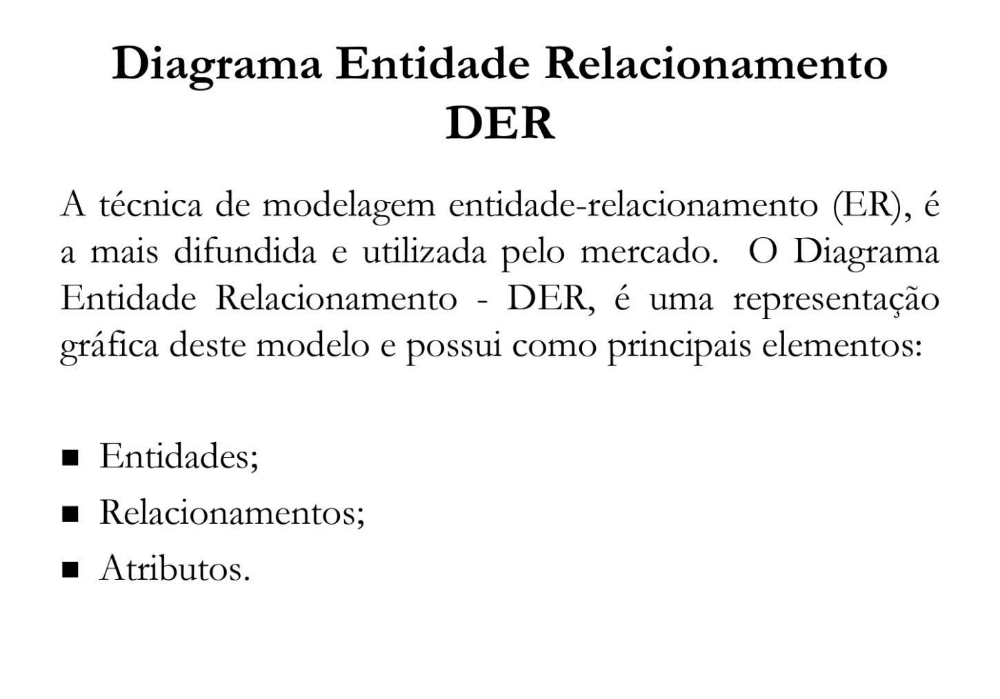 Diagrama Entidade Relacionamento
DER
A técnica de modelagem entidade-relacionamento (ER), é
a mais difundida e utilizada pelo mercado. O Diagrama
Entidade Relacionamento - DER, é uma representação
gráfica deste modelo e possui como principais elementos:
■ Entidades;
■ Relacionamentos;
■ Atributos.